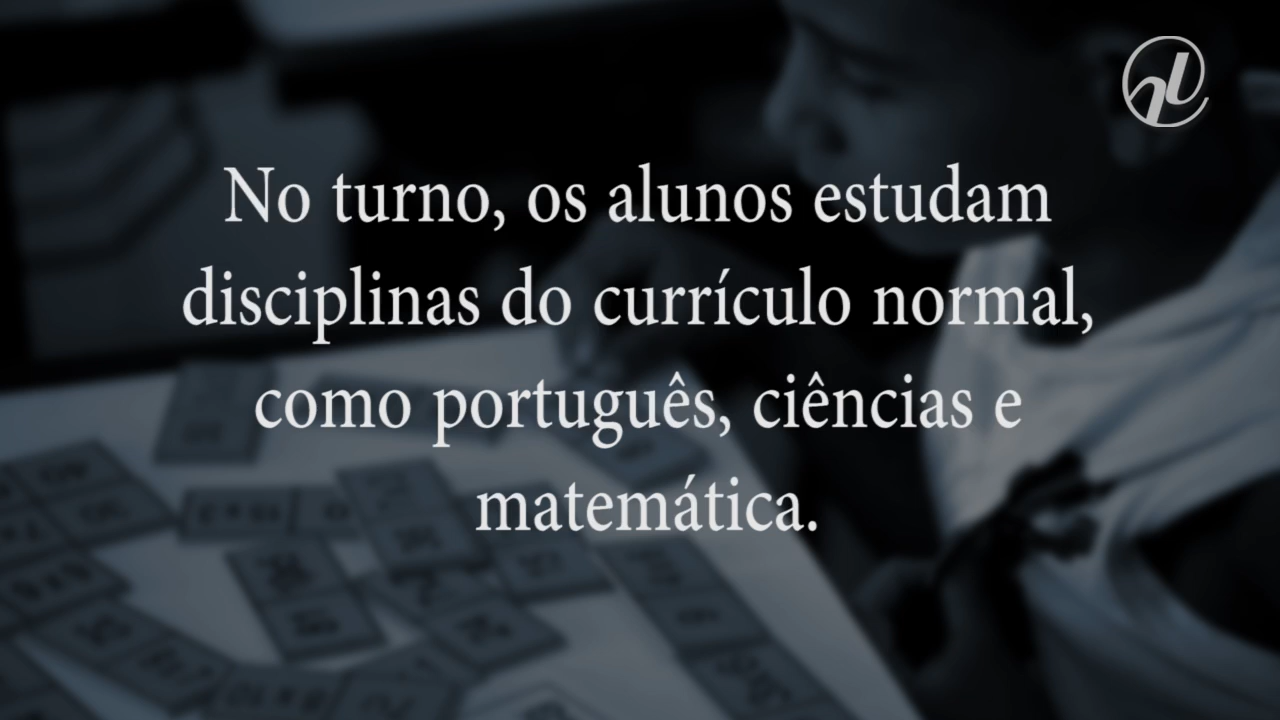 No turno, os alunos estudam
disciplinas do currículo normal,
como português, ciências e
matemática.